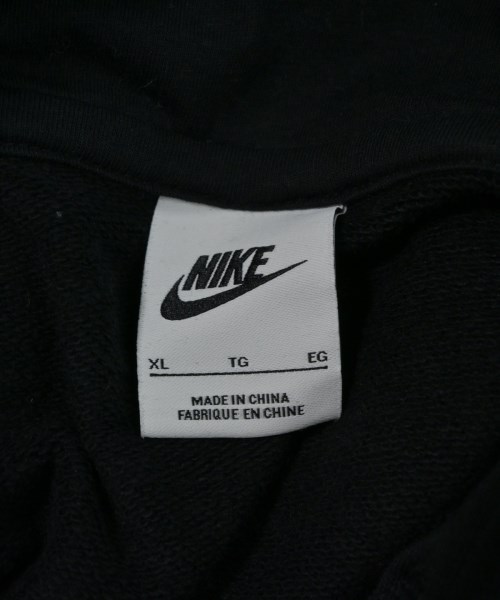 NIKE
XL TG EG
MADE IN CHINA
FABRIQUE EN CHINE